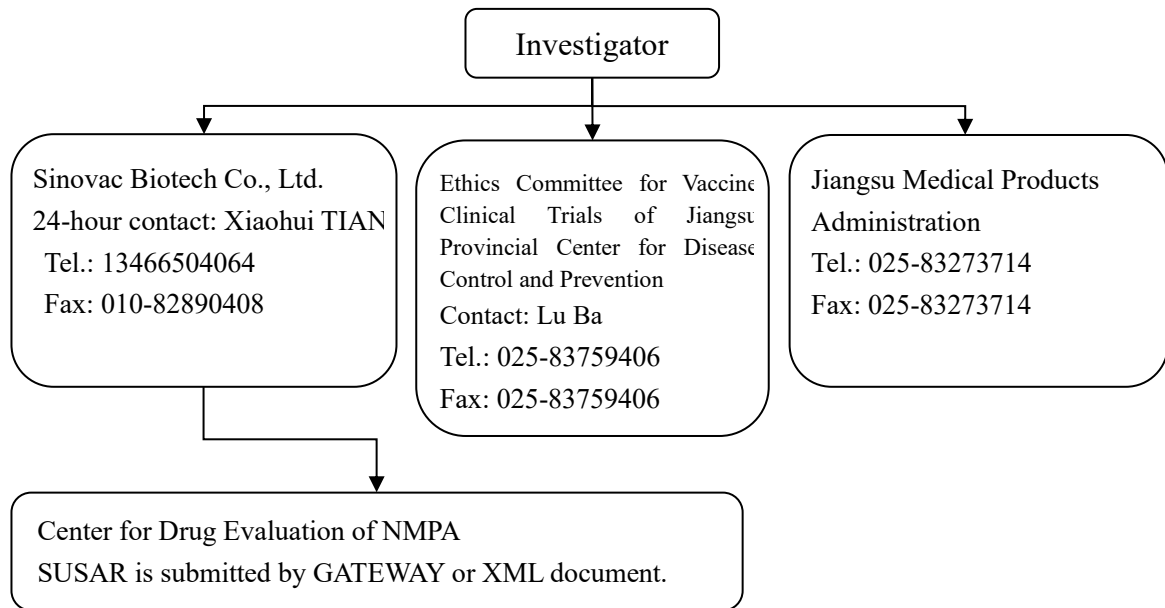 Investigator
Sinovac Biotech Co., Ltd.
24-hour contact: Xiaohui TIAN
Tel.: 13466504064
Fax: 010-82890408
Ethics Committee for Vaccine
Clinical Trials of Jiangsu
Provincial Center for Disease
Control and Prevention
Contact: Lu Ba
Tel.: 025-83759406
Fax: 025-83759406
Jiangsu Medical Products
Administration
Tel.: 025-83273714
Fax: 025-83273714
Center for Drug Evaluation of NMPA
SUSAR is submitted by GATEWAY or XML document.